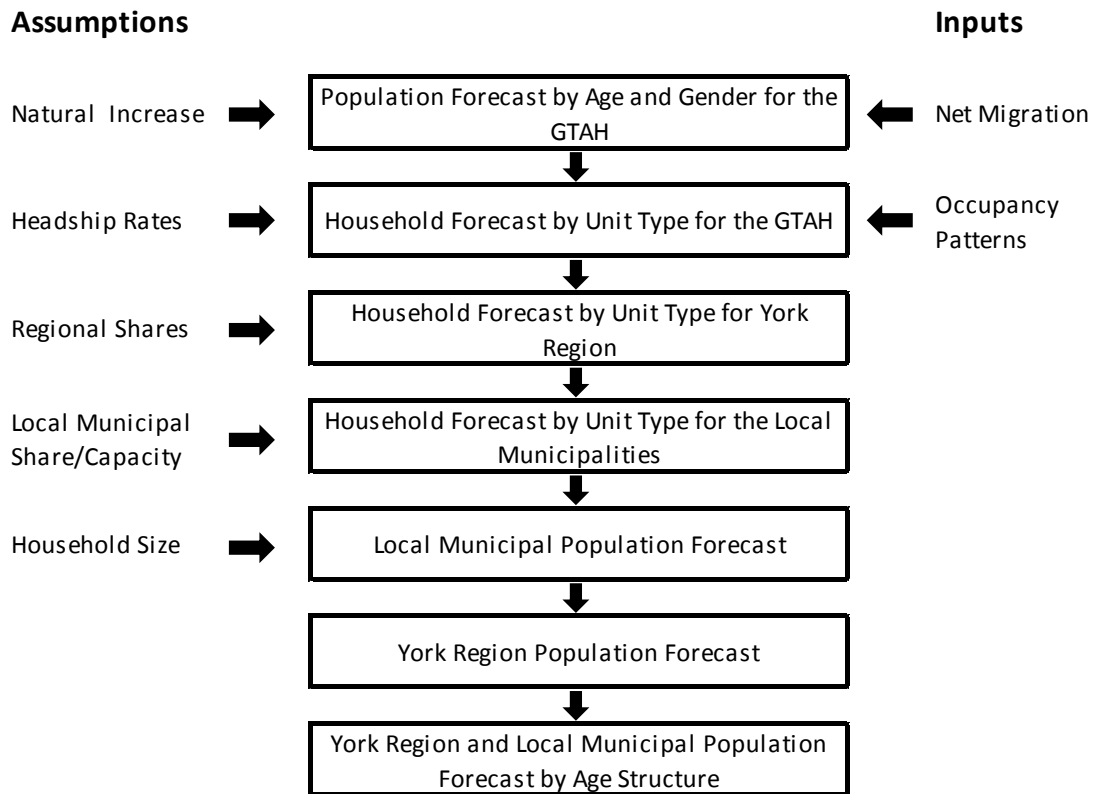 Assumptions
Inputs
Natural Increase
Population Forecast by Age and Gender for the
GTAH
Net Migration
Headship Rates
Household Forecast by Unit Type for the GTAH
Occupancy
Patterns
Regional Shares
Household Forecast by Unit Type for York
Region
Local Municipal
Share/Capacity
Household Forecast by Unit Type for the Local
Municipalities
Household Size
Local Municipal Population Forecast
York Region Population Forecast
York Region and Local Municipal Population
Forecast by Age Structure